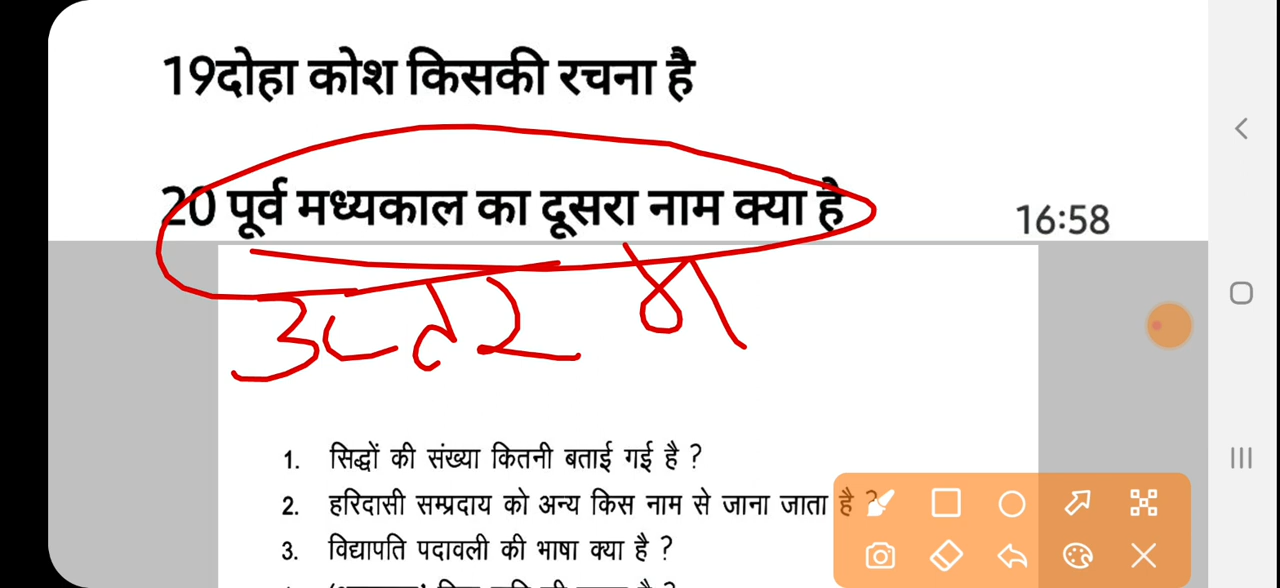 19दोहा कोश किसकी रचना है
20 पूर्व मध्यकाल का दूसरा नाम क्या है
16:58
उत्तर
1. सिद्धों की संख्या कितनी बताई गई है ?
2. हरिदासी सम्प्रदाय को अन्य किस नाम से जाना जाता है ?
3. विद्यापति पदावली की भाषा क्या है ?